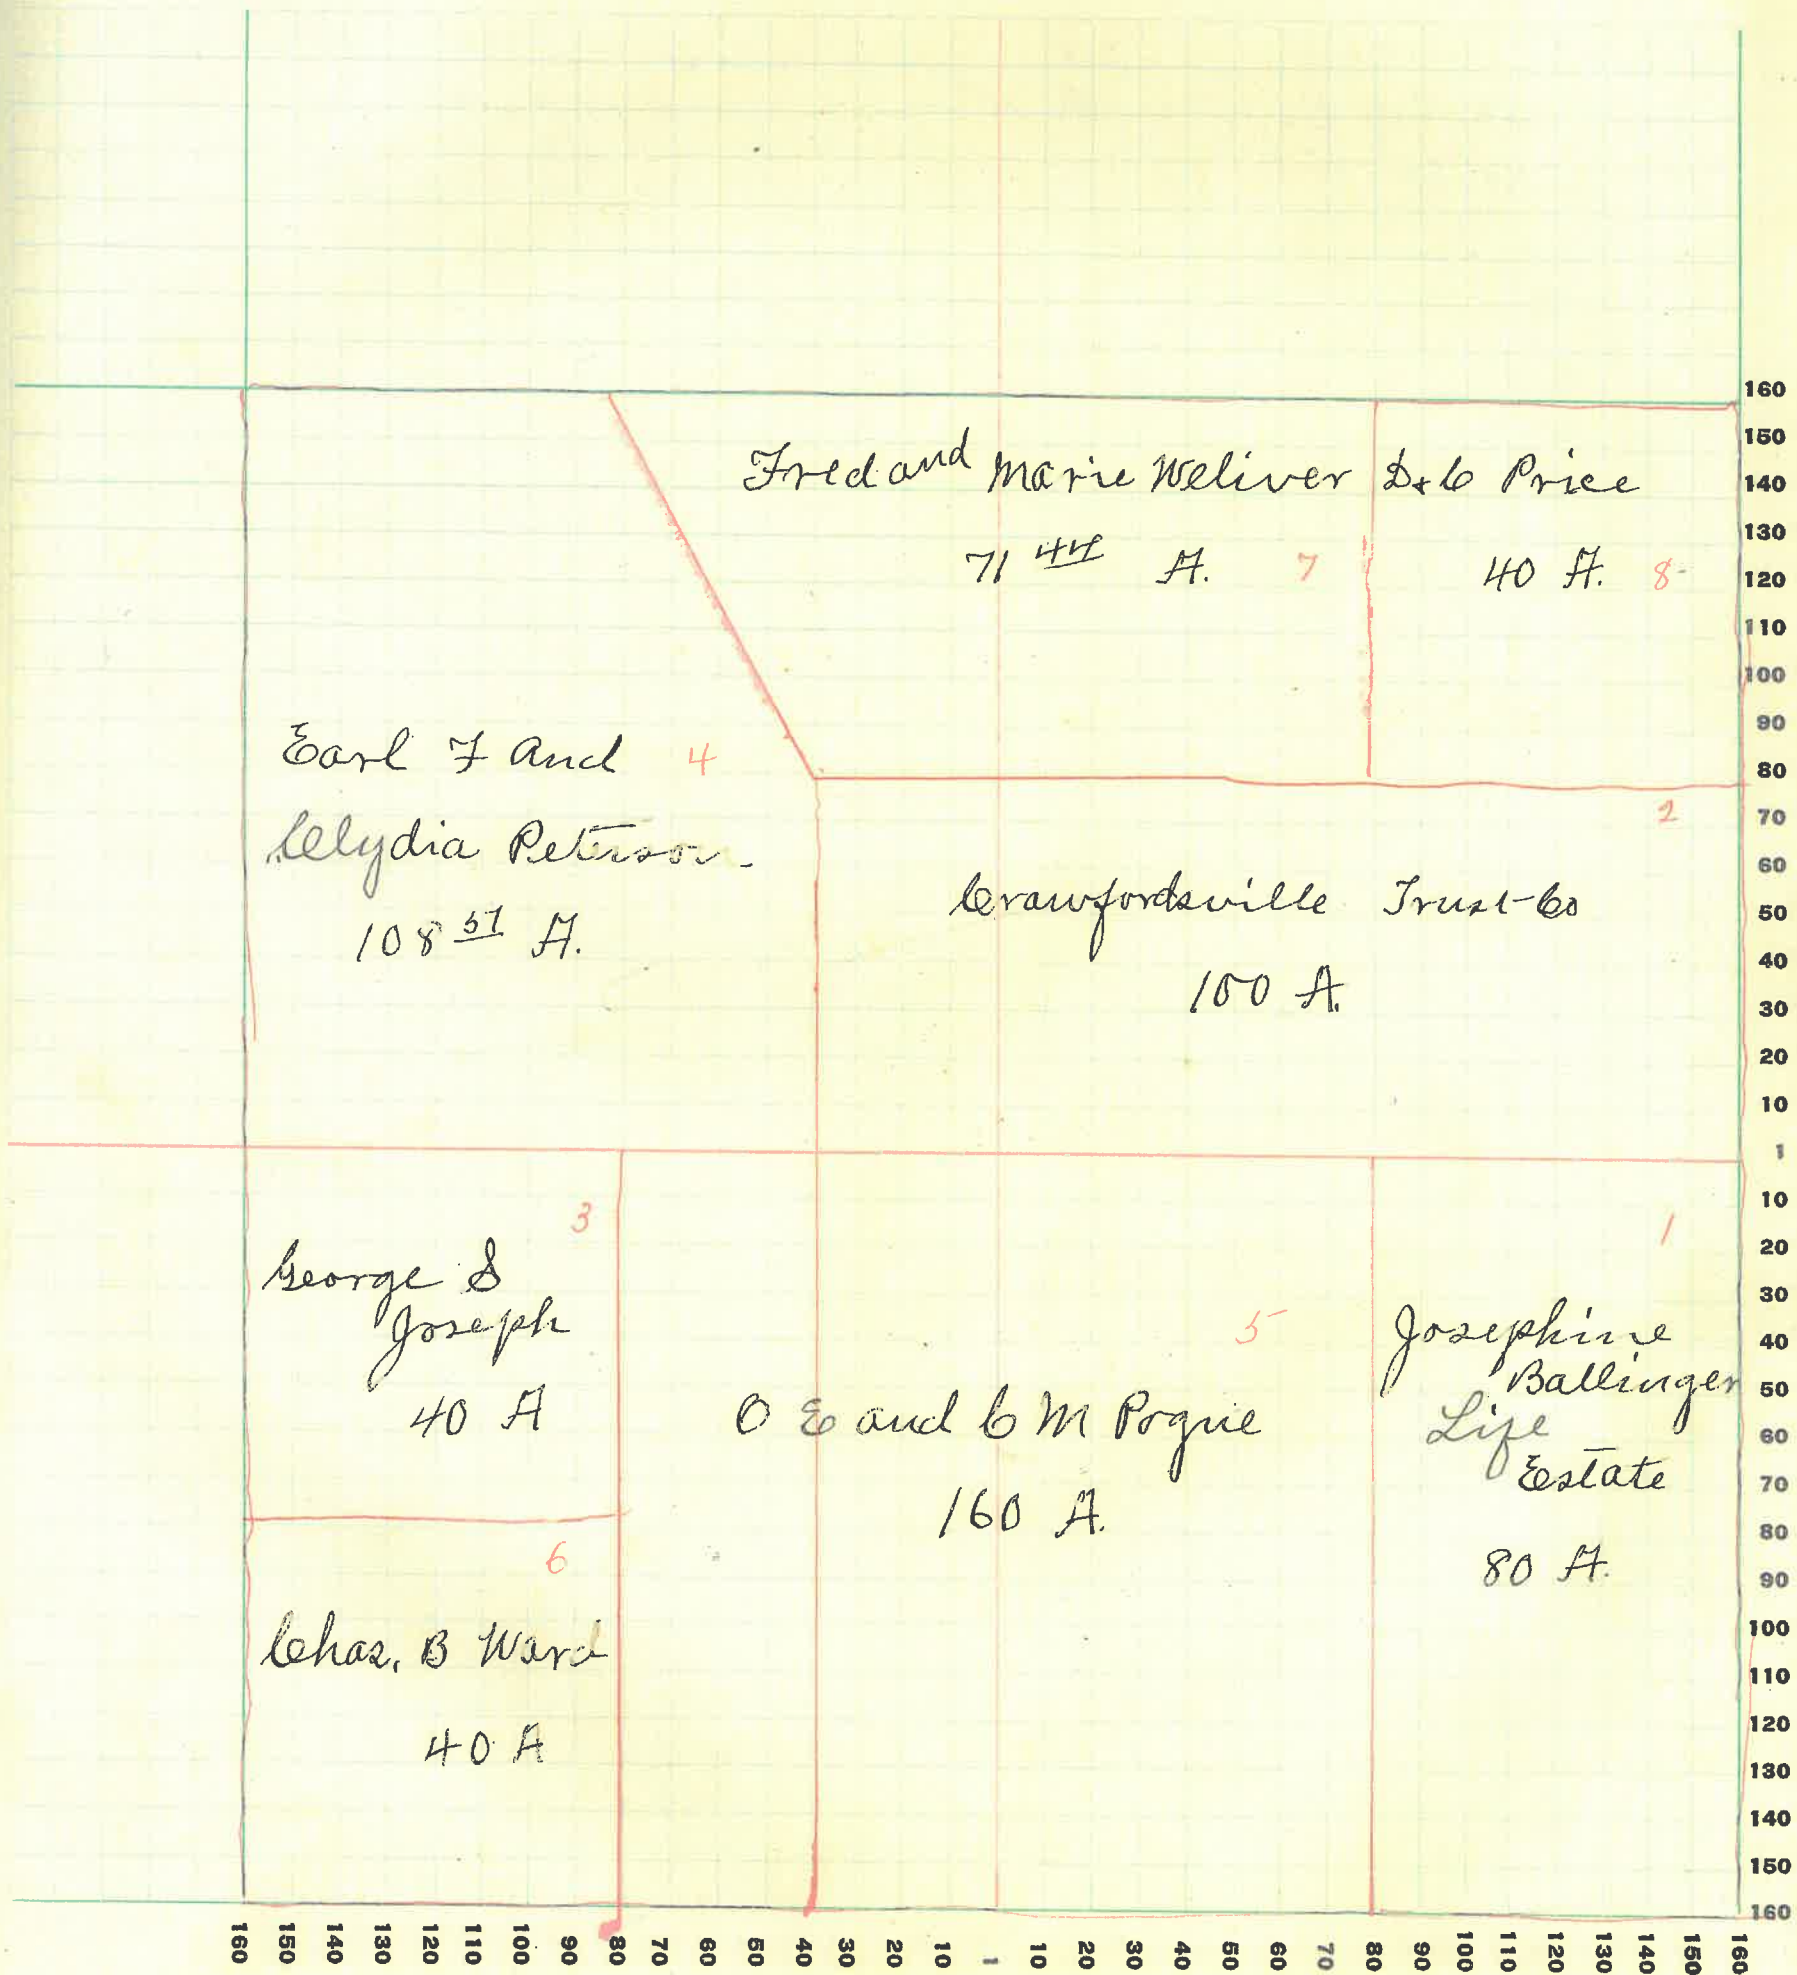 Fred and Marie Weliver
71 44 A.
7
D & C Price
40 A.
8
Earl F and
4
Clydia Peterson
108 51 A.
2
Crawfordsville Trust Co
100 A.
3
George S
Joseph
40 A
5
O E and C M Pogue
160 A.
1
Josephine
Ballinger
Life
Estate
80 A.
6
Chas. B Ward
40 A
160
150
140
130
120
110
100
90
80
70
60
50
40
30
20
10
1
10
20
30
40
50
60
70
80
90
100
110
120
130
140
150
160
160 150 140 130 120 110 100 90 80 70 60 50 40 30 20 10 1 10 20 30 40 50 60 70 80 90 100 110 120 130 140 150 160